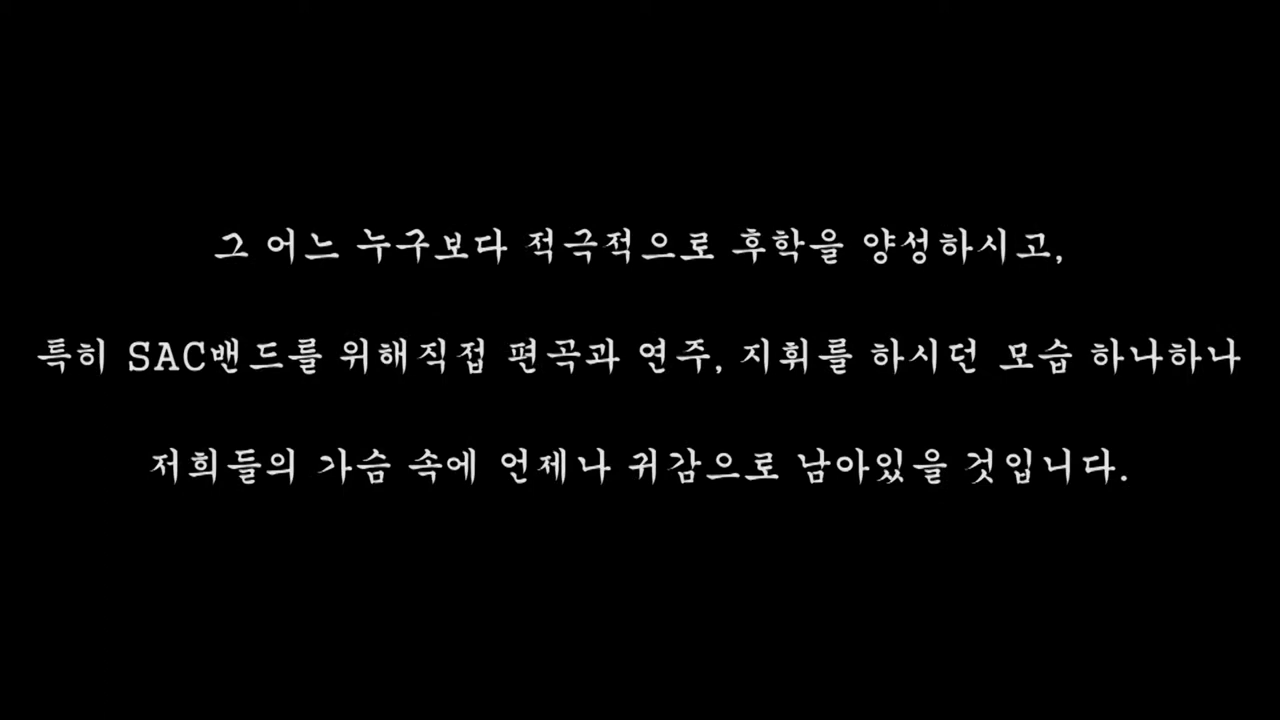 그 어느 누구보다 적극적으로 후학을 양성하시고,
특히 SAC밴드를 위해직접 편곡과 연주, 지휘를 하시던 모습 하나하나
저희들의 가슴 속에 언제나 귀감으로 남아있을 것입니다.